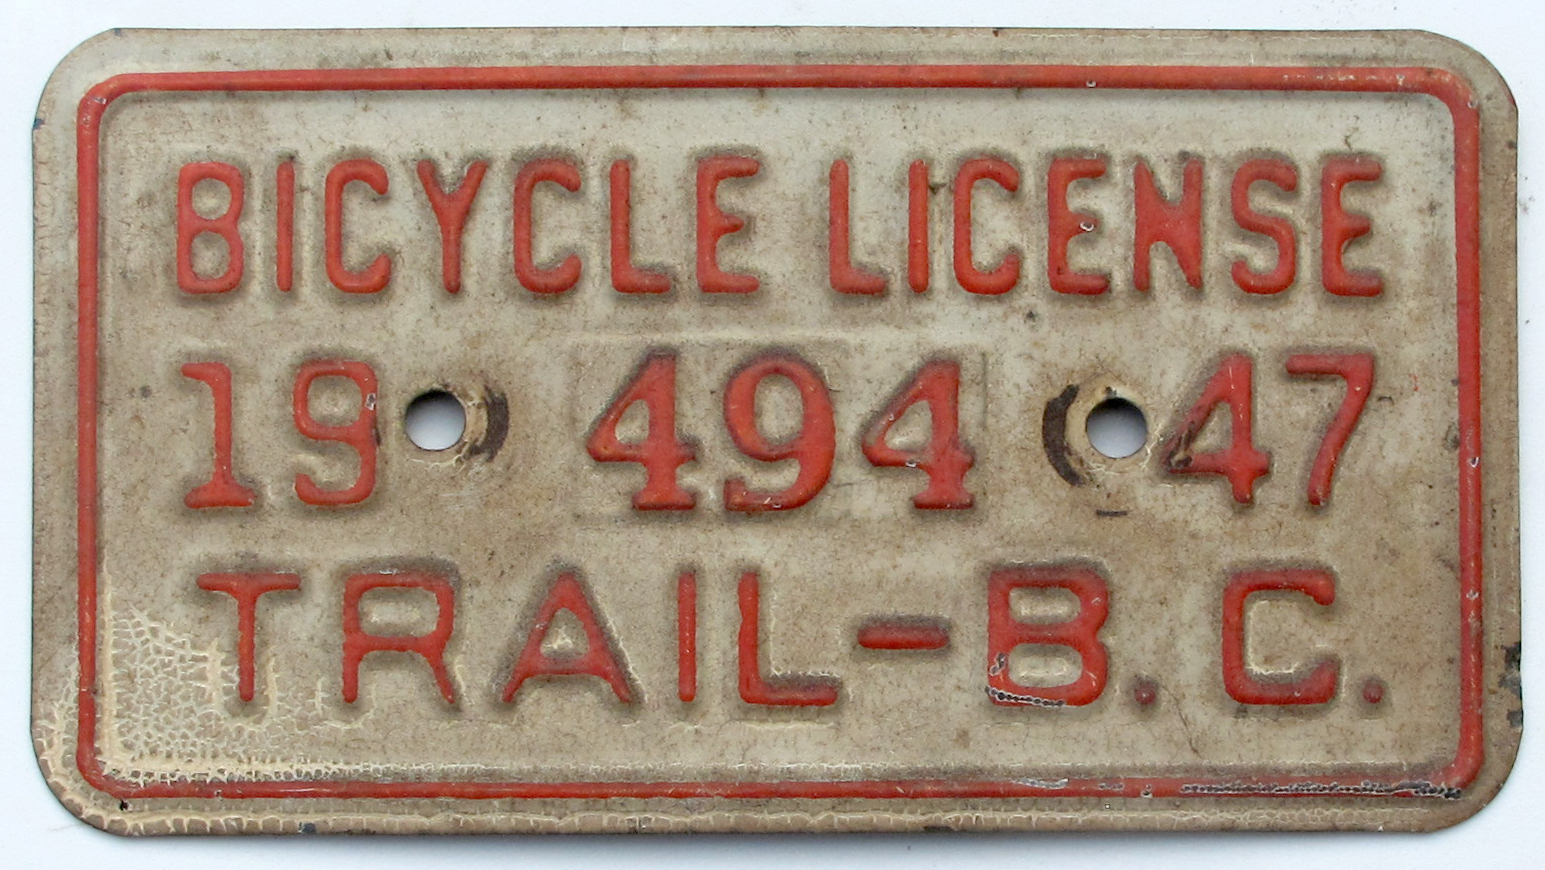 BICYCLE LICENSE
19 494 47
TRAIL-B.C.